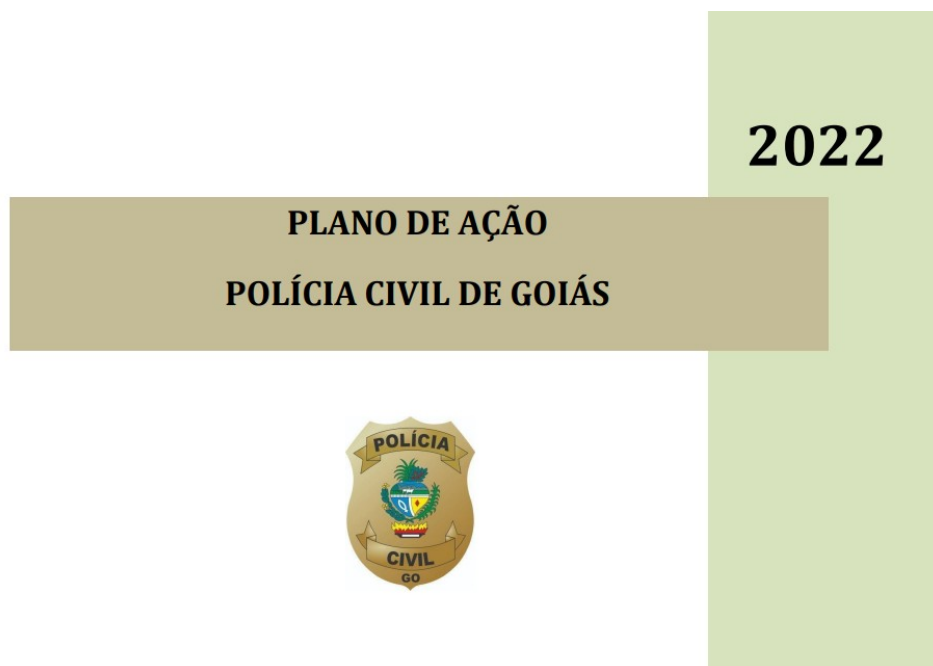 2022
PLANO DE AÇÃO
POLÍCIA CIVIL DE GOIÁS
POLÍCIA
CIVIL
GO